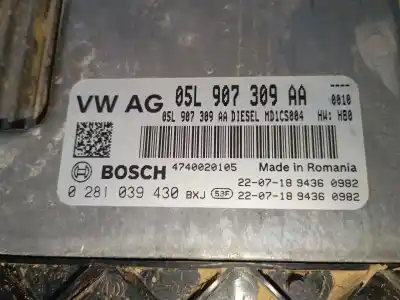 VW AG 05L 907 309 AA 0010
05L 907 309 AA DIESEL MD1CS004 HW: H80
BOSCH 4740020105 Made in Romania
22-07-18 9436 0982
0 281 039 430 BXJ 53F 22-07-18 9436 0982